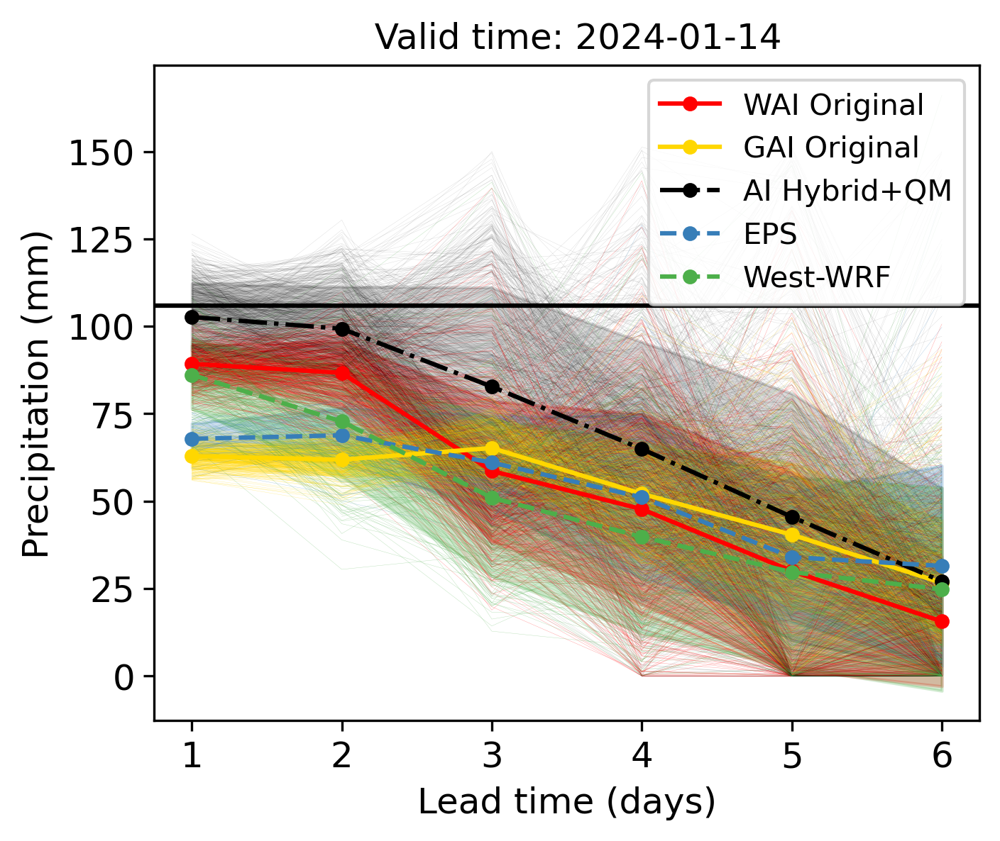 Valid time: 2024-01-14
WAI Original
GAI Original
AI Hybrid+QM
EPS
West-WRF
Precipitation (mm)
150
125
100
75
50
25
0
1 2 3 4 5 6
Lead time (days)